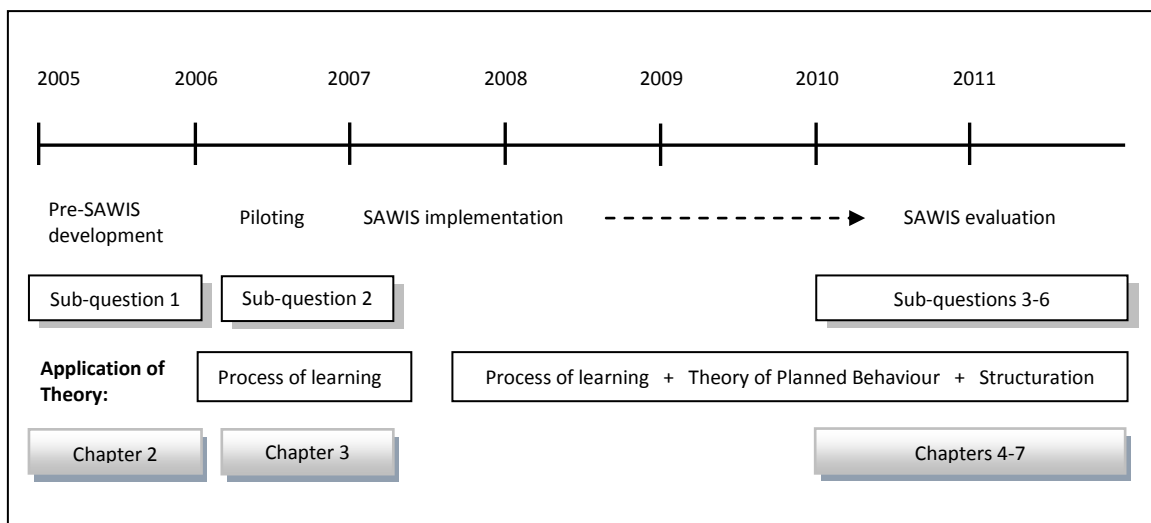 2005 2006 2007 2008 2009 2010 2011
Pre-SAWIS
development
Piloting
SAWIS implementation
SAWIS evaluation
Sub-question 1
Sub-question 2
Sub-questions 3-6
Application of
Theory:
Process of learning
Process of learning + Theory of Planned Behaviour + Structuration
Chapter 2
Chapter 3
Chapters 4-7